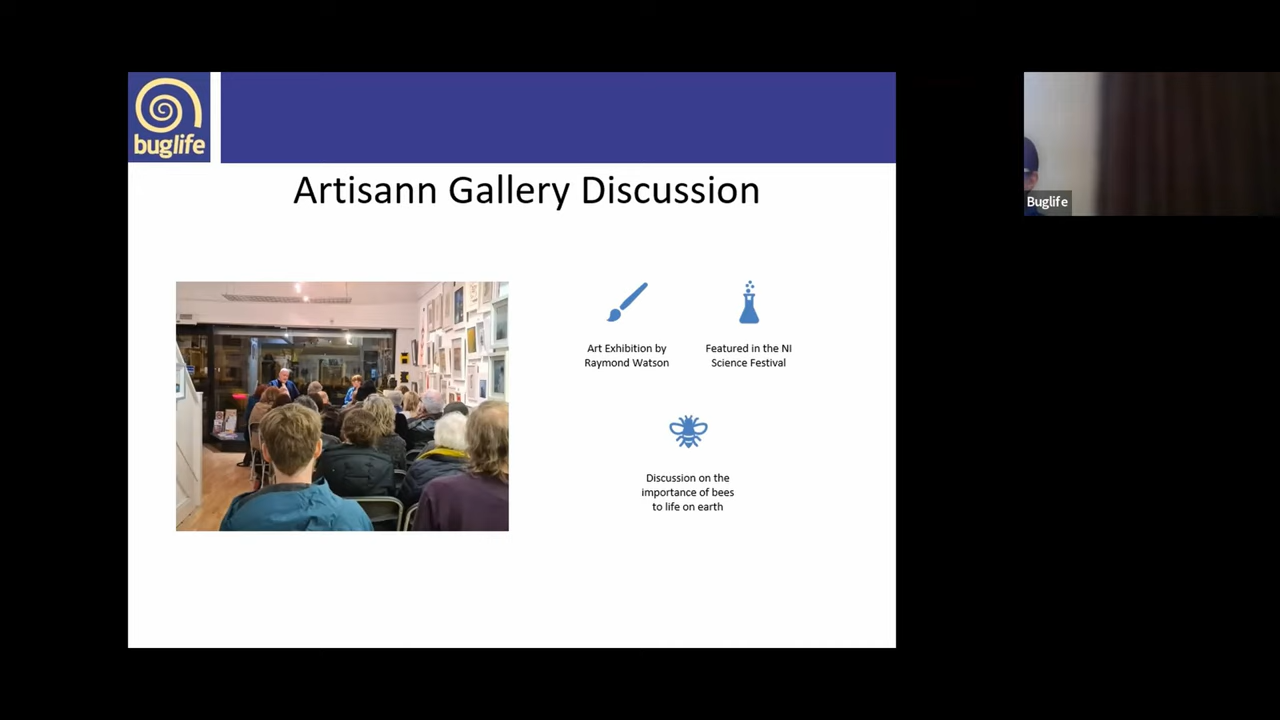 buglife
Artisann Gallery Discussion
Art Exhibition by
Raymond Watson
Featured in the NI
Science Festival
Discussion on the
importance of bees
to life on earth
Buglife